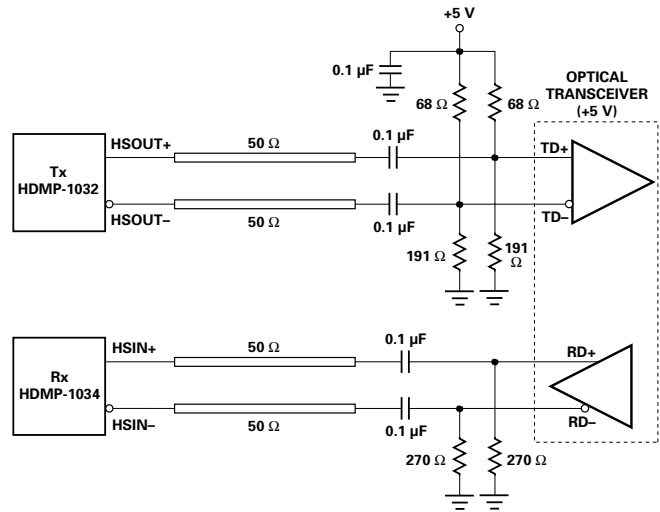 +5 V
0.1 µF
68 Ω
68 Ω
OPTICAL
TRANSCEIVER
(+5 V)
Tx
HDMP-1032
HSOUT+
50 Ω
0.1 µF
TD+
HSOUT–
50 Ω
0.1 µF
TD–
191 Ω
191
Ω
Rx
HDMP-1034
HSIN+
50 Ω
0.1 µF
RD+
HSIN–
50 Ω
0.1 µF
RD–
270 Ω
270 Ω